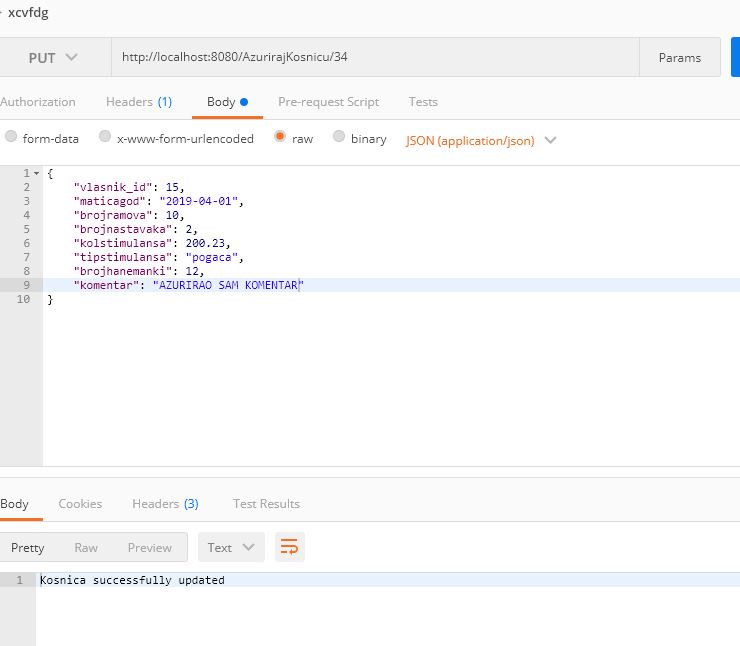 xcvfdg
PUT http://localhost:8080/AzurirajKosnicu/34 Params
Authorization Headers (1) Body Pre-request Script Tests
form-data x-www-form-urlencoded raw binary JSON (application/json)
1 {
2 "vlasnik_id": 15,
3 "maticagod": "2019-04-01",
4 "brojramova": 10,
5 "brojnastavaka": 2,
6 "kolstimulansa": 200.23,
7 "tipstimulansa": "pogaca",
8 "brojhanemanki": 12,
9 "komentar": "AZURIRAO SAM KOMENTAR"
10 }
Body Cookies Headers (3) Test Results
Pretty Raw Preview Text
1 Kosnica successfully updated